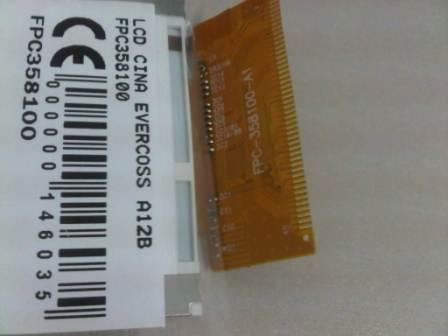 LCD CINA EVERCOSS A12B
FPC358100
CE
000000146035
FPC358100
FPC-358100-A1